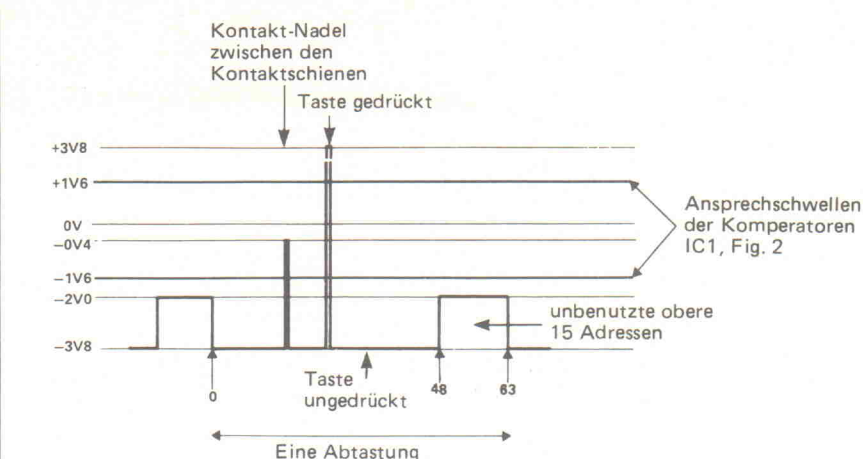 Kontakt-Nadel
zwischen den
Kontaktschienen
Taste gedrückt
+3V8
+1V6
0V
−0V4
−1V6
−2V0
−3V8
Ansprechschwellen
der Komperatoren
IC1, Fig. 2
unbenutzte obere
15 Adressen
Taste
ungedrückt
0
48
63
Eine Abtastung